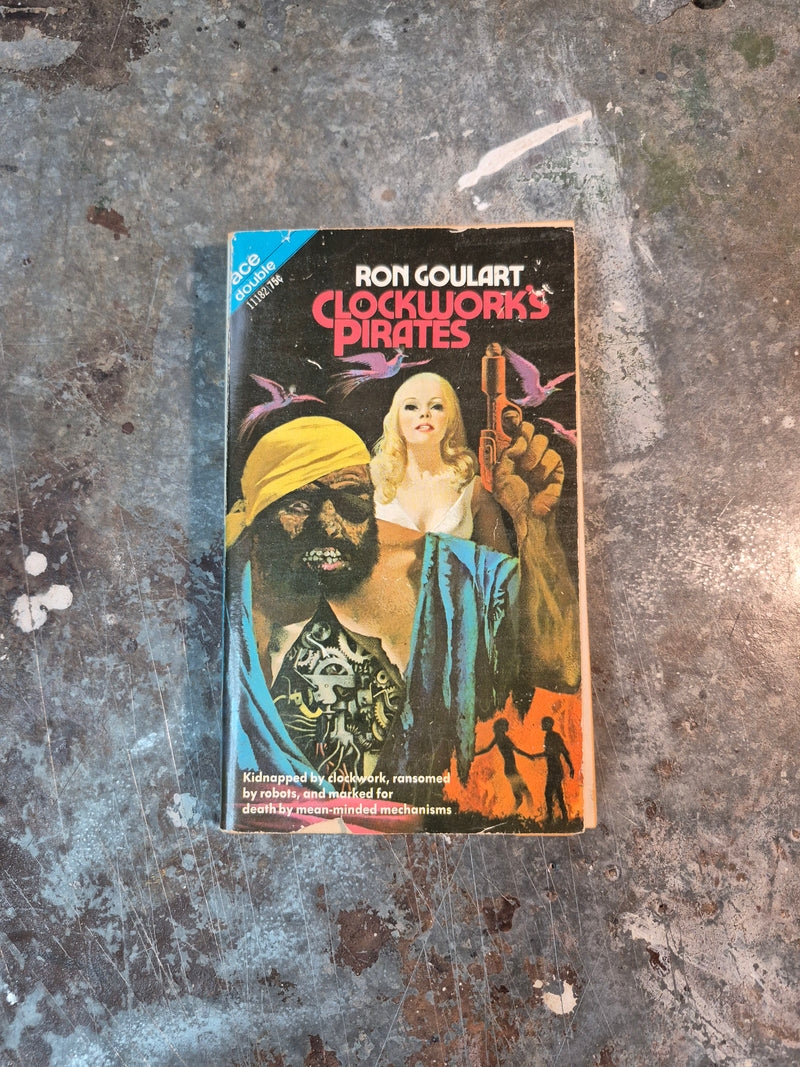 ace
double
11182 75¢
RON GOULART
CLOCKWORK'S
PIRATES
Kidnapped by clockwork, ransomed
by robots, and marked for
death by mean-minded mechanisms